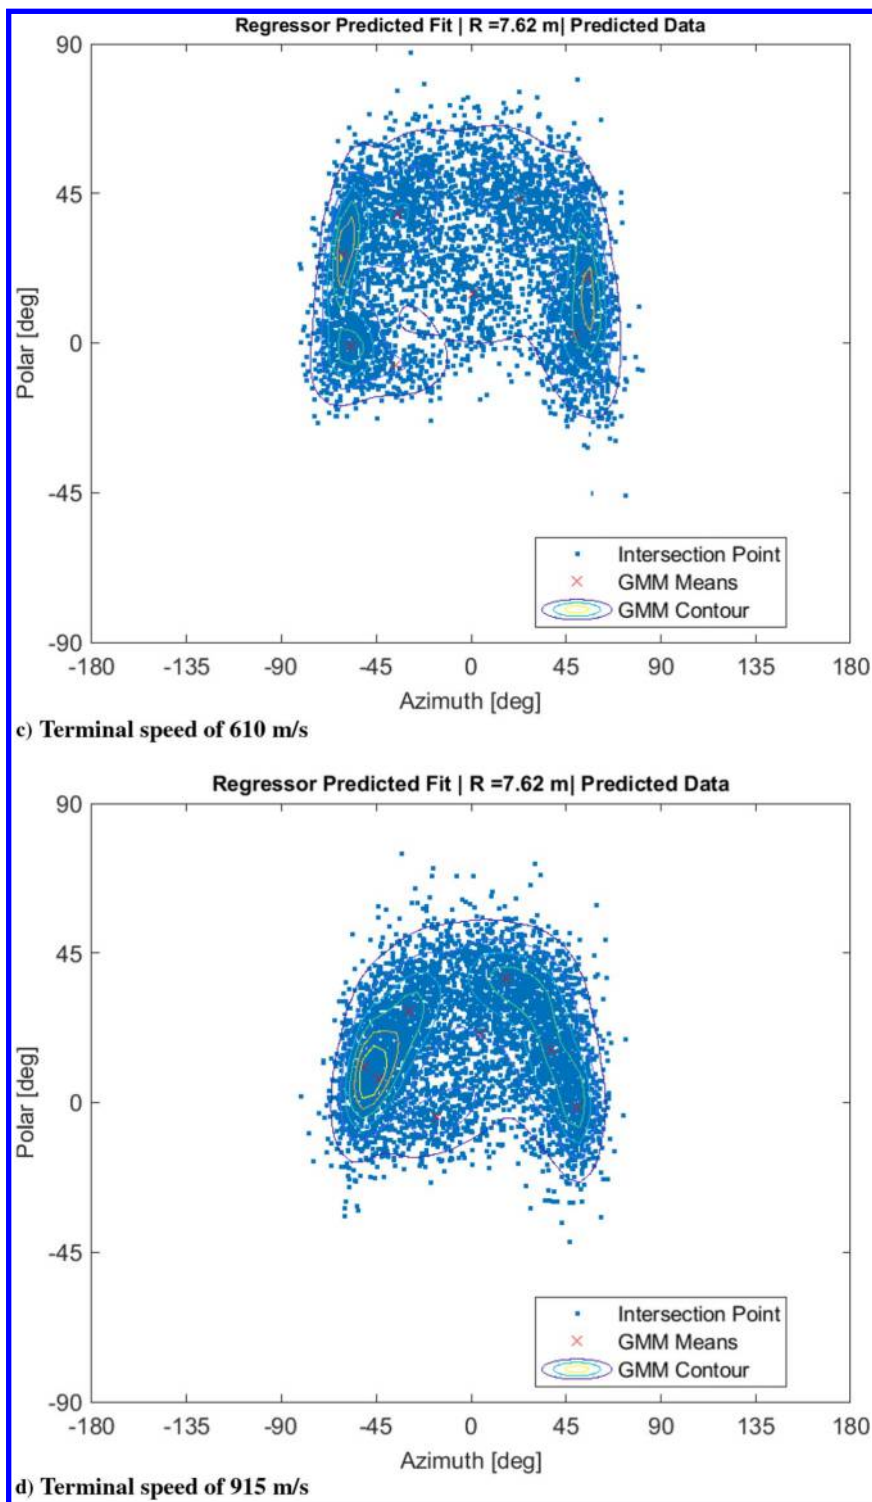 Regressor Predicted Fit | R =7.62 m| Predicted Data
90
45
0
-45
-90
Polar [deg]
Intersection Point
GMM Means
GMM Contour
-180 -135 -45 0 45 90 135 180
Azimuth [deg]
c) Terminal speed of 610 m/s
Regressor Predicted Fit | R =7.62 m| Predicted Data
90
45
0
-45
-90
Polar [deg]
Intersection Point
GMM Means
GMM Contour
-180 -135 -90 -45 0 45 90 135 180
Azimuth [deg]
d) Terminal speed of 915 m/s